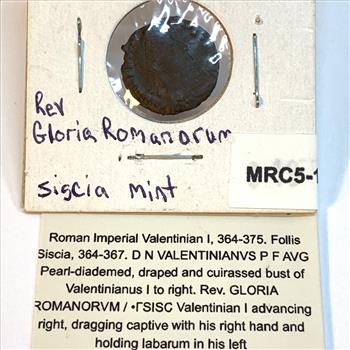 Rev
Gloria Romanorum
MRC5-1
Siscia mint
Roman Imperial Valentinian I, 364-375. Follis
Siscia, 364-367. D N VALENTINIANVS P F AVG
Pearl-diademed, draped and cuirassed bust of
Valentinianus I to right. Rev. GLORIA
ROMANORVM / •ΓSISC Valentinian I advancing
right, dragging captive with his right hand and
holding labarum in his left